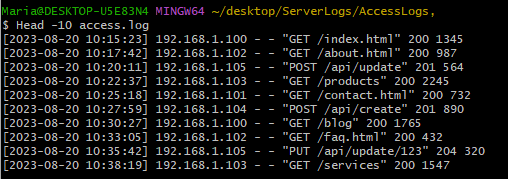 Maria@DESKTOP-U5E83N4 MINGW64 ~/desktop/ServerLogs/AccessLogs,
$ Head -10 access.log
[2023-08-20 10:15:23] 192.168.1.100 - - "GET /index.html" 200 1345
[2023-08-20 10:17:42] 192.168.1.102 - - "GET /about.html" 200 987
[2023-08-20 10:20:11] 192.168.1.105 - - "POST /api/update" 201 564
[2023-08-20 10:22:37] 192.168.1.103 - - "GET /products" 200 2245
[2023-08-20 10:25:18] 192.168.1.101 - - "GET /contact.html" 200 732
[2023-08-20 10:27:59] 192.168.1.104 - - "POST /api/create" 201 890
[2023-08-20 10:30:27] 192.168.1.100 - - "GET /blog" 200 1765
[2023-08-20 10:33:05] 192.168.1.102 - - "GET /faq.html" 200 432
[2023-08-20 10:35:42] 192.168.1.105 - - "PUT /api/update/123" 204 320
[2023-08-20 10:38:19] 192.168.1.103 - - "GET /services" 200 1547